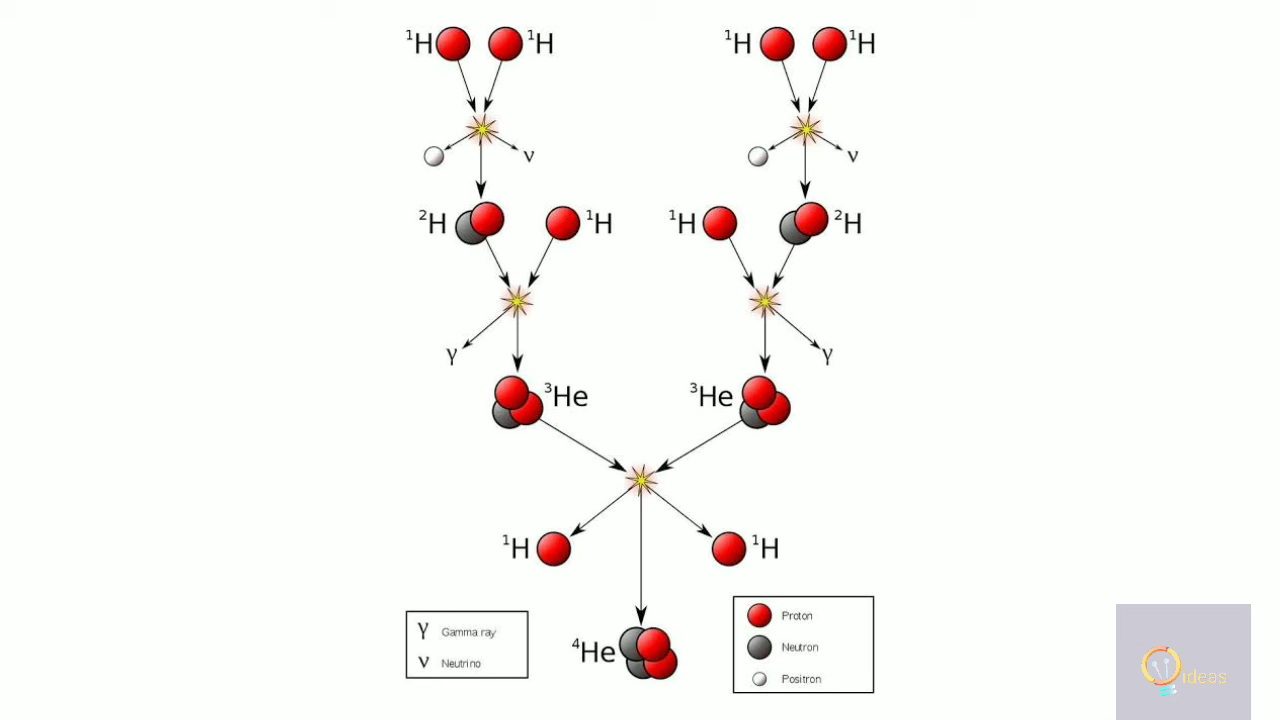 ¹H ¹H ¹H ¹H
ν ν
²H ¹H ¹H ²H
γ γ
³He ³He
¹H ¹H
⁴He
γ Gamma ray
ν Neutrino
Proton
Neutron
Positron
ideas